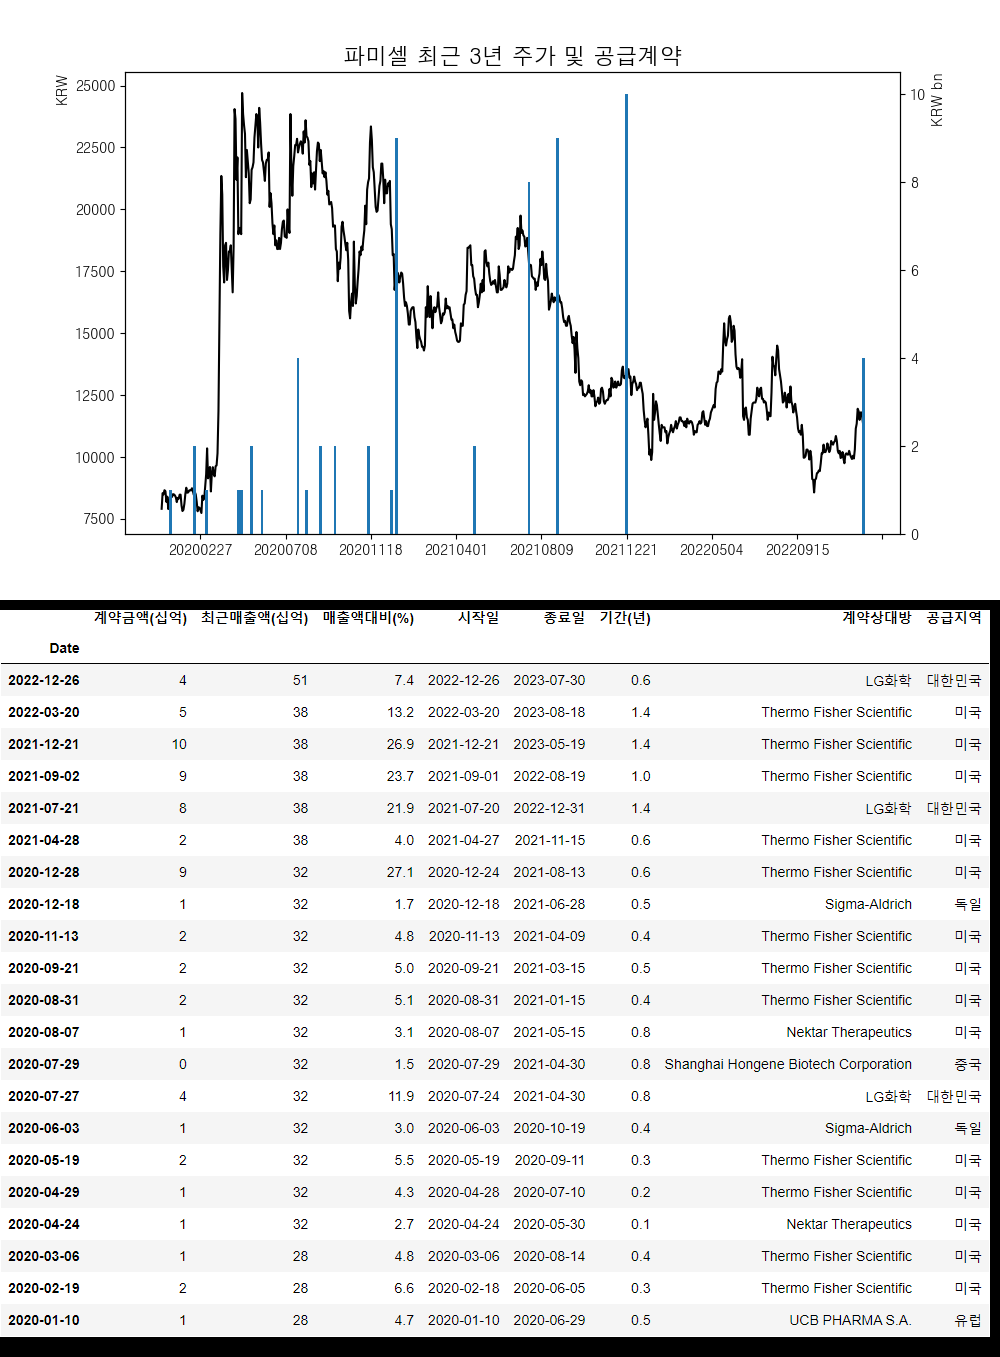 파미셀 최근 3년 주가 및 공급계약
KRW
KRW bn
25000
22500
20000
17500
15000
12500
10000
7500
10
8
6
4
2
0
20200227 20200708 20201118 20210401 20210809 20211221 20220504 20220915
계약금액(십억) 최근매출액(십억) 매출액대비(%) 시작일 종료일 기간(년) 계약상대방 공급지역
Date
2022-12-26 4 51 7.4 2022-12-26 2023-07-30 0.6 LG화학 대한민국
2022-03-20 5 38 13.2 2022-03-20 2023-08-18 1.4 Thermo Fisher Scientific 미국
2021-12-21 10 38 26.9 2021-12-21 2023-05-19 1.4 Thermo Fisher Scientific 미국
2021-09-02 9 38 23.7 2021-09-01 2022-08-19 1.0 Thermo Fisher Scientific 미국
2021-07-21 8 38 21.9 2021-07-20 2022-12-31 1.4 LG화학 대한민국
2021-04-28 2 38 4.0 2021-04-27 2021-11-15 0.6 Thermo Fisher Scientific 미국
2020-12-28 9 32 27.1 2020-12-24 2021-08-13 0.6 Thermo Fisher Scientific 미국
2020-12-18 1 32 1.7 2020-12-18 2021-06-28 0.5 Sigma-Aldrich 독일
2020-11-13 2 32 4.8 2020-11-13 2021-04-09 0.4 Thermo Fisher Scientific 미국
2020-09-21 2 32 5.0 2020-09-21 2021-03-15 0.5 Thermo Fisher Scientific 미국
2020-08-31 2 32 5.1 2020-08-31 2021-01-15 0.4 Thermo Fisher Scientific 미국
2020-08-07 1 32 3.1 2020-08-07 2021-05-15 0.8 Nektar Therapeutics 미국
2020-07-29 0 32 1.5 2020-07-29 2021-04-30 0.8 Shanghai Hongene Biotech Corporation 중국
2020-07-27 4 32 11.9 2020-07-24 2021-04-30 0.8 LG화학 대한민국
2020-06-03 1 32 3.0 2020-06-03 2020-10-19 0.4 Sigma-Aldrich 독일
2020-05-19 2 32 5.5 2020-05-19 2020-09-11 0.3 Thermo Fisher Scientific 미국
2020-04-29 1 32 4.3 2020-04-28 2020-07-10 0.2 Thermo Fisher Scientific 미국
2020-04-24 1 32 2.7 2020-04-24 2020-05-30 0.1 Nektar Therapeutics 미국
2020-03-06 1 28 4.8 2020-03-06 2020-08-14 0.4 Thermo Fisher Scientific 미국
2020-02-19 2 28 6.6 2020-02-18 2020-06-05 0.3 Thermo Fisher Scientific 미국
2020-01-10 1 28 4.7 2020-01-10 2020-06-29 0.5 UCB PHARMA S.A. 유럽